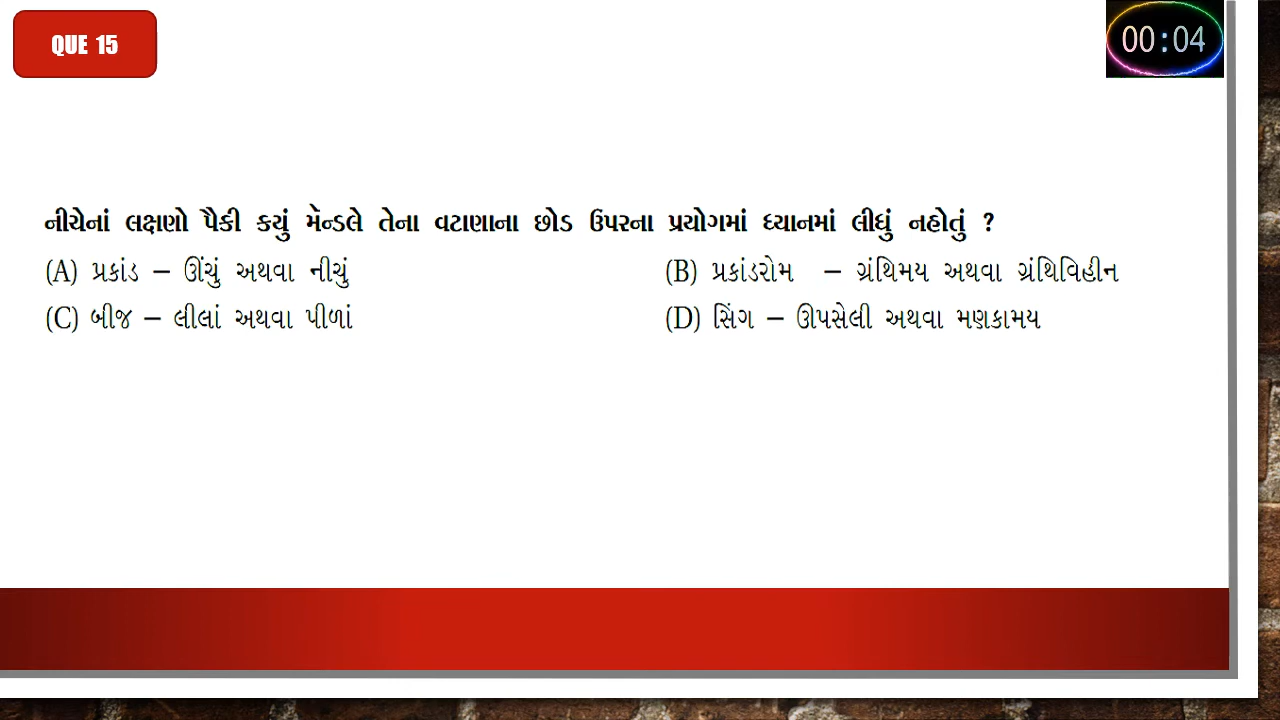 QUE 15
00:04
નીચેનાં લક્ષણો પૈકી કયું મેન્ડલે તેના વટાણાના છોડ ઉપરના પ્રયોગમાં ધ્યાનમાં લીધું નહોતું ?
(A) પ્રકાંડ – ઊંચું અથવા નીચું (B) પ્રકાંડરોમ – ગ્રંથિમય અથવા ગ્રંથિવિહીન
(C) બીજ – લીલાં અથવા પીળાં (D) સિંગ – ઊપસેલી અથવા મણકામય